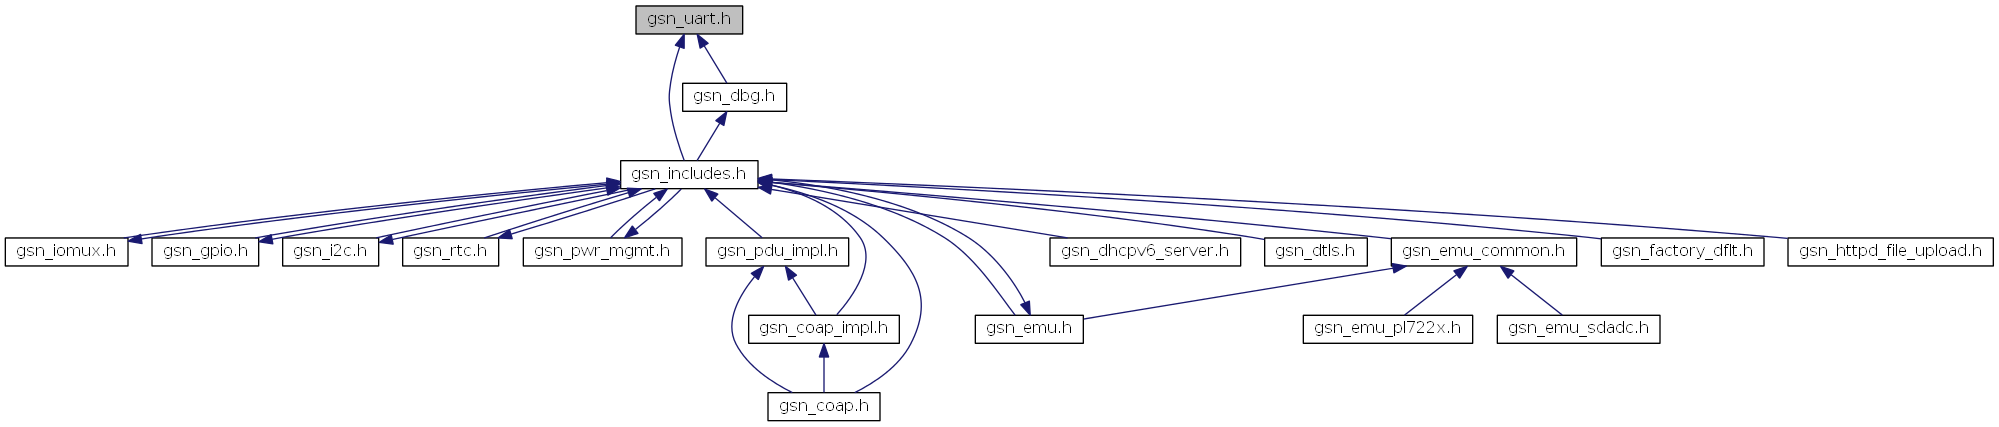 gsn_uart.h
gsn_dbg.h
gsn_includes.h
gsn_iomux.h
gsn_gpio.h
gsn_i2c.h
gsn_rtc.h
gsn_pwr_mgmt.h
gsn_pdu_impl.h
gsn_dhcpv6_server.h
gsn_dtls.h
gsn_emu_common.h
gsn_factory_dflt.h
gsn_httpd_file_upload.h
gsn_coap_impl.h
gsn_emu.h
gsn_emu_pl722x.h
gsn_emu_sdadc.h
gsn_coap.h